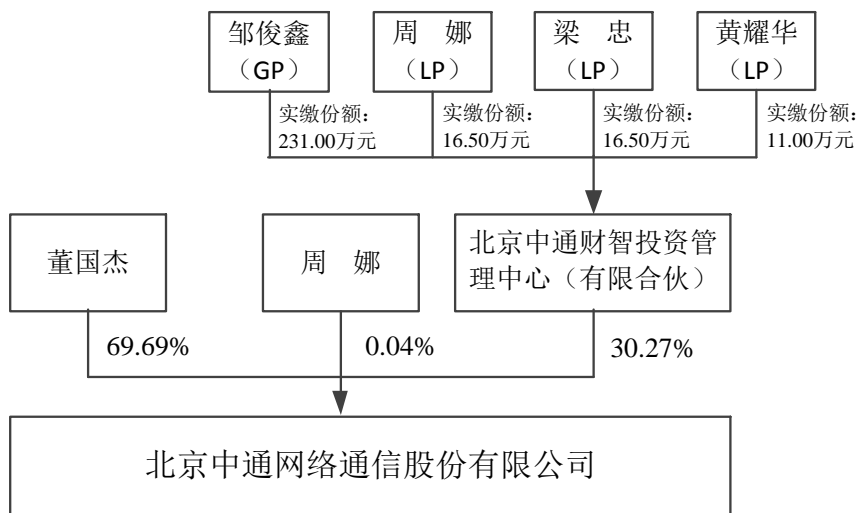 邹俊鑫
（GP）
周　娜
（LP）
梁　忠
（LP）
黄耀华
（LP）
实缴份额：
231.00万元
实缴份额：
16.50万元
实缴份额：
16.50万元
实缴份额：
11.00万元
董国杰
周　娜
北京中通财智投资管
理中心（有限合伙）
69.69%
0.04%
30.27%
北京中通网络通信股份有限公司